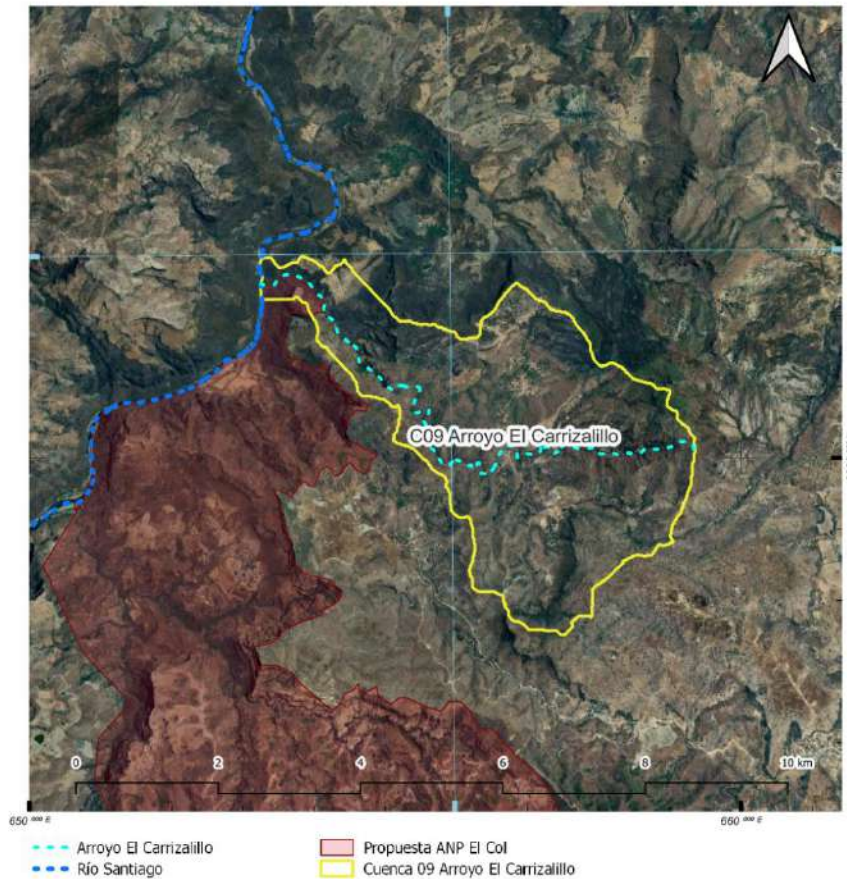 C09 Arroyo El Carrizalillo
0 2 4 6 8 10 km
650 000 E 660 000 E
Arroyo El Carrizalillo Propuesta ANP El Col
Río Santiago Cuenca 09 Arroyo El Carrizalillo